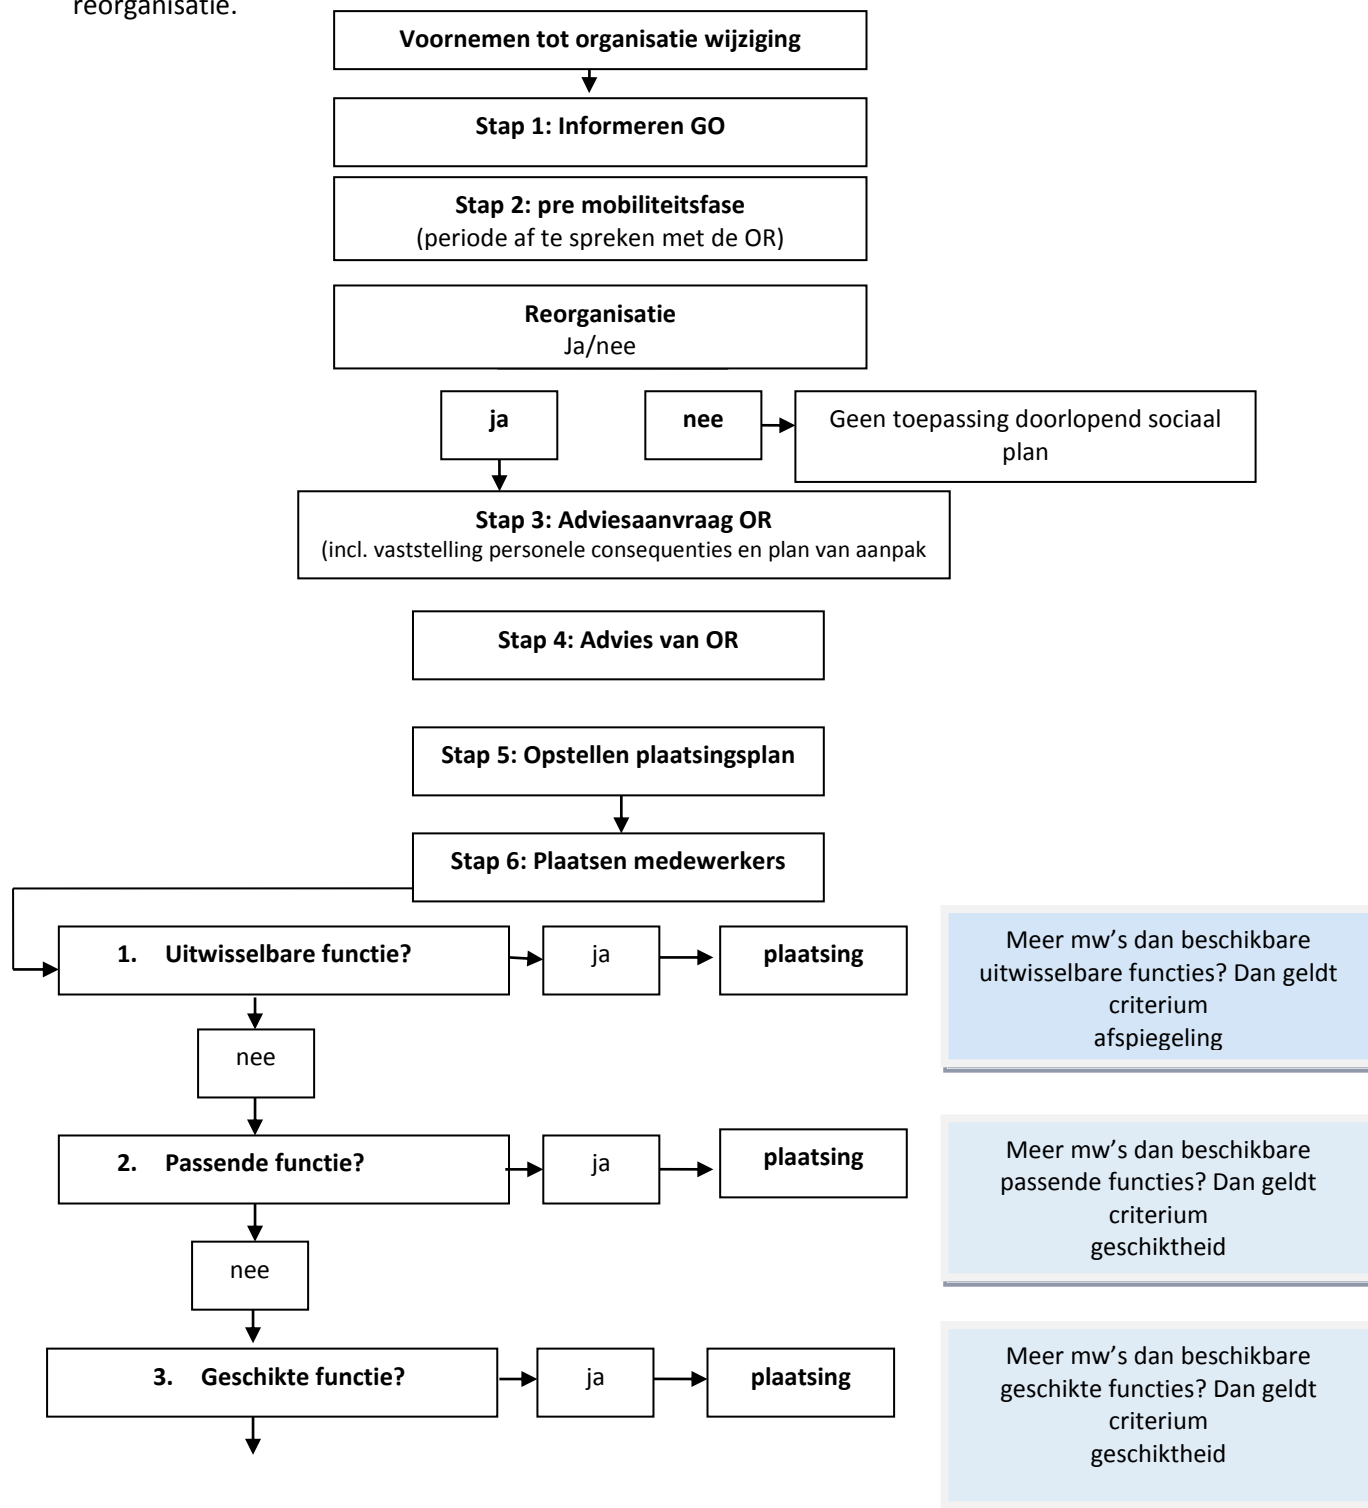 reorganisatie.
Voornemen tot organisatie wijziging
Stap 1: Informeren GO
Stap 2: pre mobiliteitsfase
(periode af te spreken met de OR)
Reorganisatie
Ja/nee
ja
nee
Geen toepassing doorlopend sociaal
plan
Stap 3: Adviesaanvraag OR
(incl. vaststelling personele consequenties en plan van aanpak
Stap 4: Advies van OR
Stap 5: Opstellen plaatsingsplan
Stap 6: Plaatsen medewerkers
1. Uitwisselbare functie?
ja
plaatsing
Meer mw's dan beschikbare
uitwisselbare functies? Dan geldt
criterium
afspiegeling
nee
2. Passende functie?
ja
plaatsing
Meer mw's dan beschikbare
passende functies? Dan geldt
criterium
geschiktheid
nee
3. Geschikte functie?
ja
plaatsing
Meer mw's dan beschikbare
geschikte functies? Dan geldt
criterium
geschiktheid